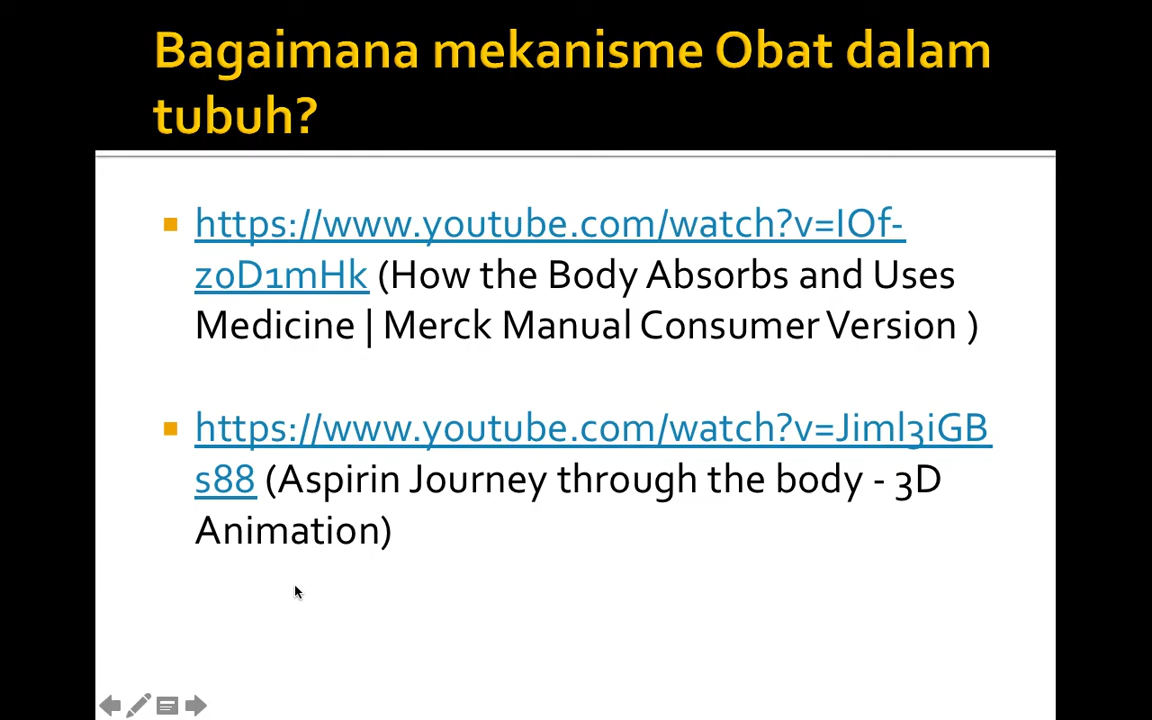 Bagaimana mekanisme Obat dalam
tubuh?
https://www.youtube.com/watch?v=IOf-
z0D1mHk (How the Body Absorbs and Uses
Medicine | Merck Manual Consumer Version )
https://www.youtube.com/watch?v=Jiml3iGB
s88 (Aspirin Journey through the body - 3D
Animation)